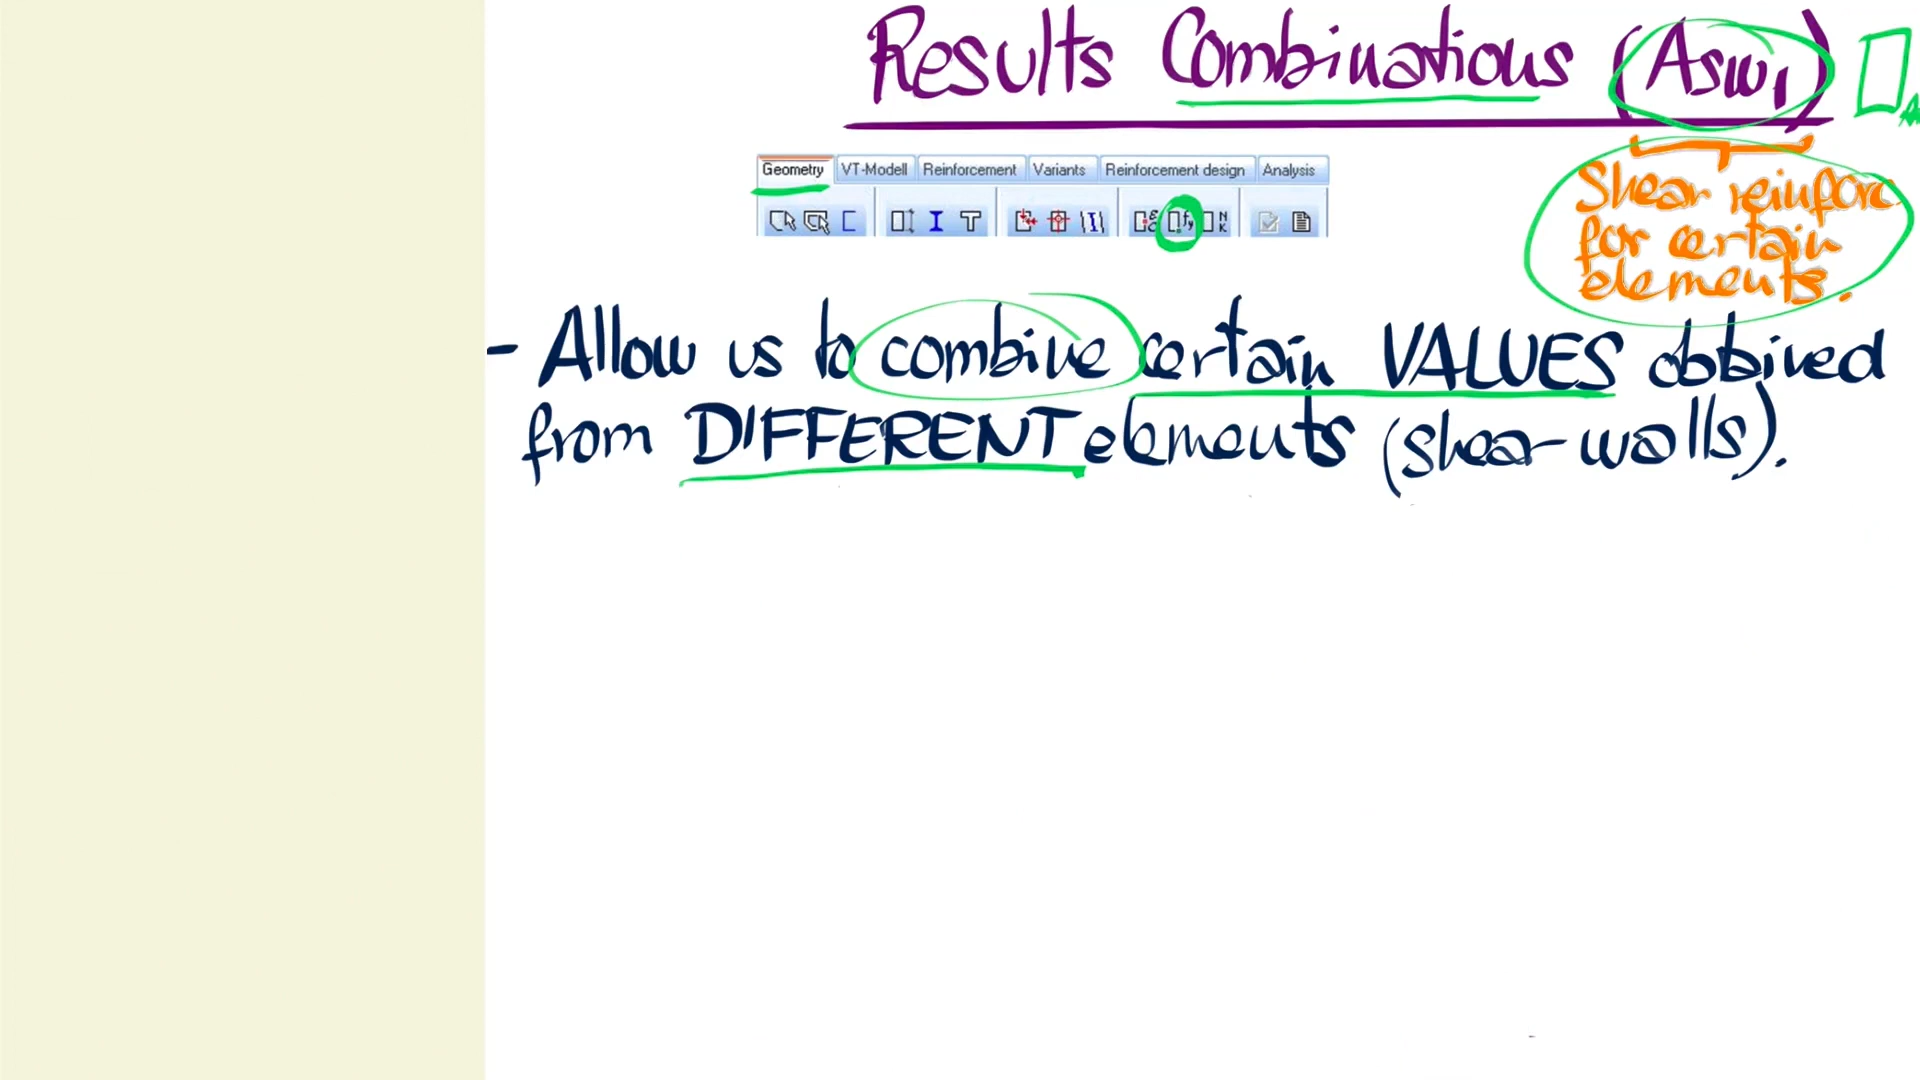 Results Combinations (Asw1)
Geometry VT-Modell Reinforcement Variants Reinforcement design Analysis
Shear reinforc
for certain
elements.
- Allow us to combine certain VALUES obtained
from DIFFERENT elements (shear-walls).